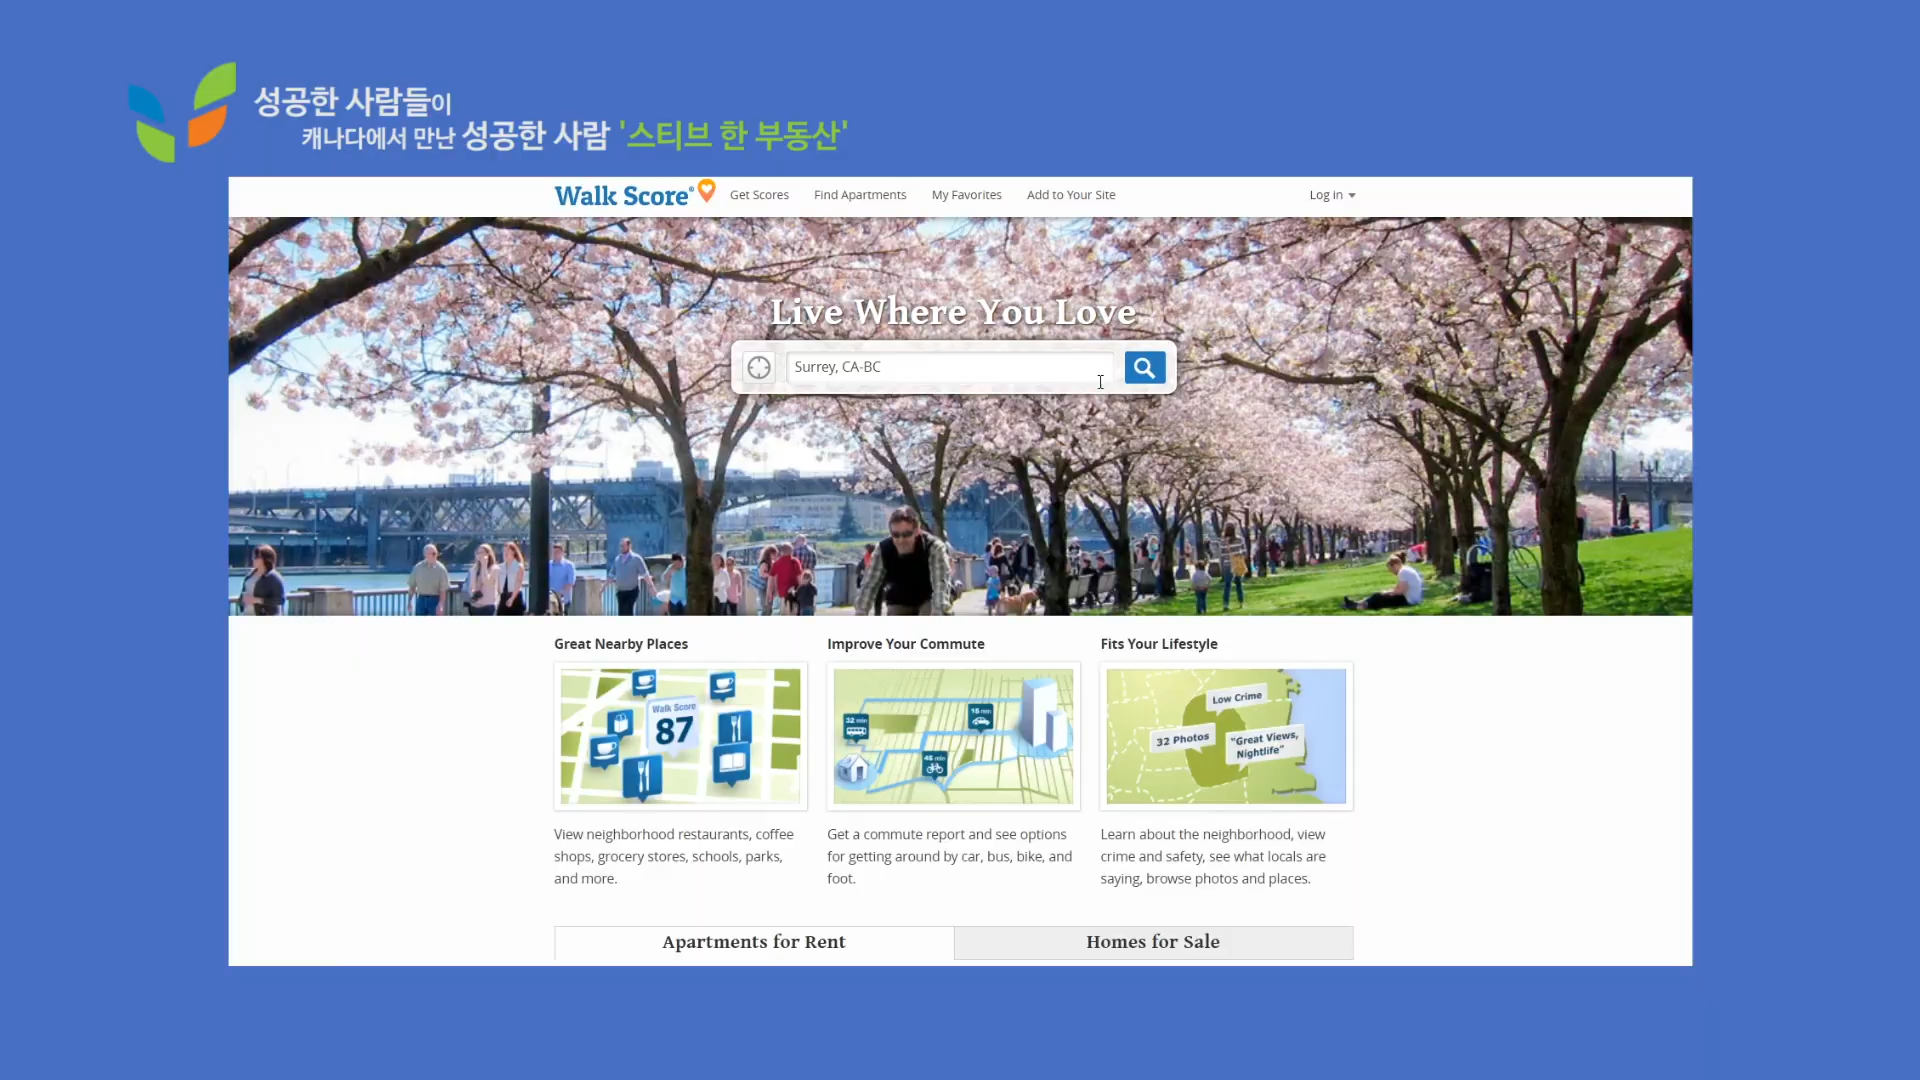 성공한 사람들이
캐나다에서 만난 성공한 사람 '스티브 한 부동산'
Walk Score®
Get Scores
Find Apartments
My Favorites
Add to Your Site
Log in
Live Where You Love
Surrey, CA-BC
Great Nearby Places
Walk Score
87
View neighborhood restaurants, coffee
shops, grocery stores, schools, parks,
and more.
Improve Your Commute
32 min
15 min
45 min
Get a commute report and see options
for getting around by car, bus, bike, and
foot.
Fits Your Lifestyle
Low Crime
32 Photos
"Great Views,
Nightlife"
Learn about the neighborhood, view
crime and safety, see what locals are
saying, browse photos and places.
Apartments for Rent
Homes for Sale